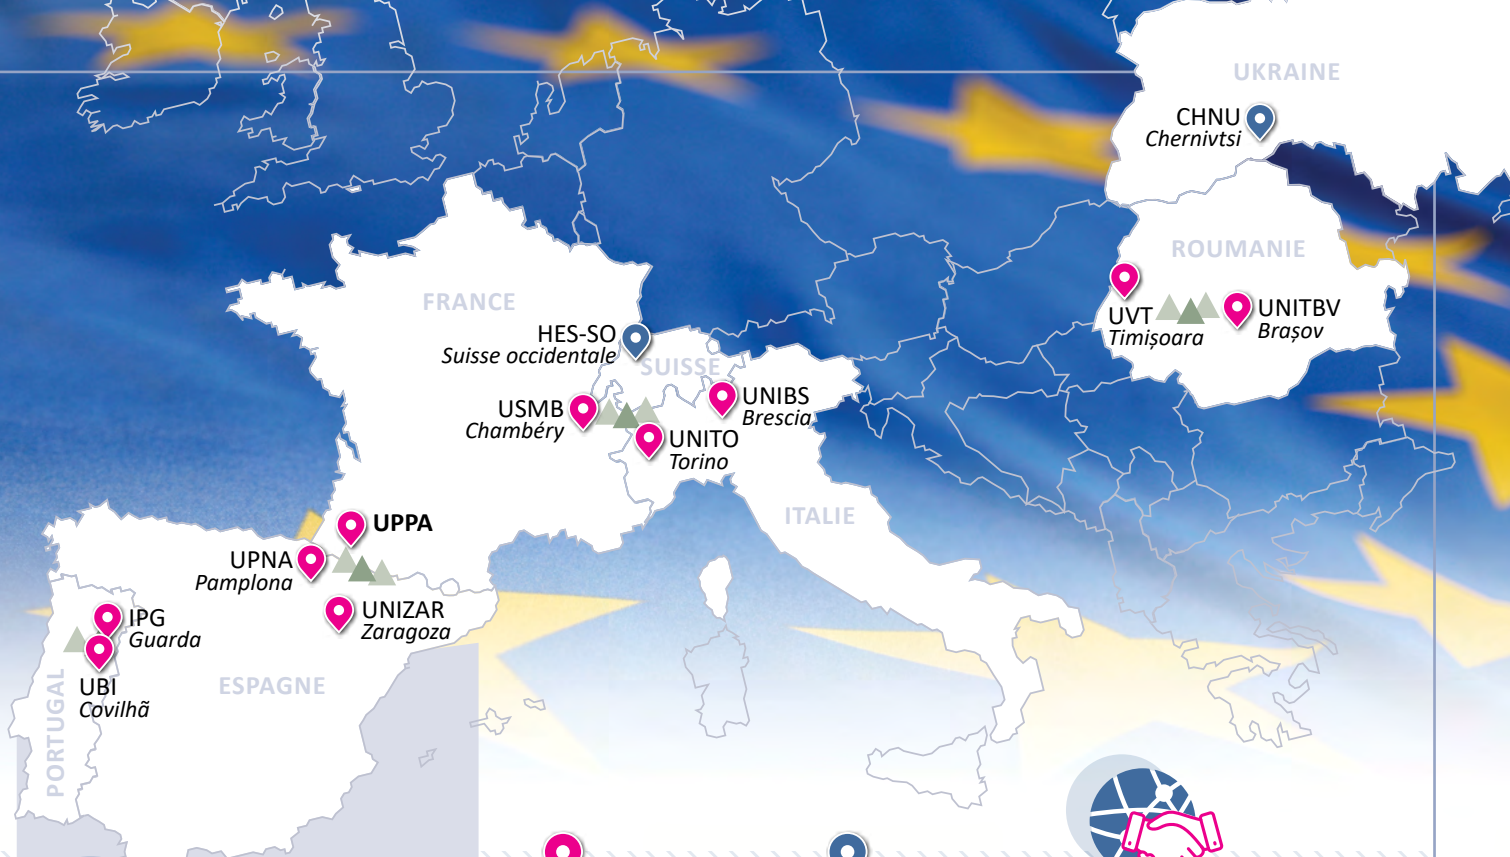 UKRAINE
CHNU
Chernivtsi
ROUMANIE
UVT
Timișoara
UNITBV
Brașov
FRANCE
HES-SO
Suisse occidentale
SUISSE
USMB
Chambéry
UNIBS
Brescia
UNITO
Torino
ITALIE
UPPA
UPNA
Pamplona
UNIZAR
Zaragoza
IPG
Guarda
UBI
Covilhã
PORTUGAL
ESPAGNE